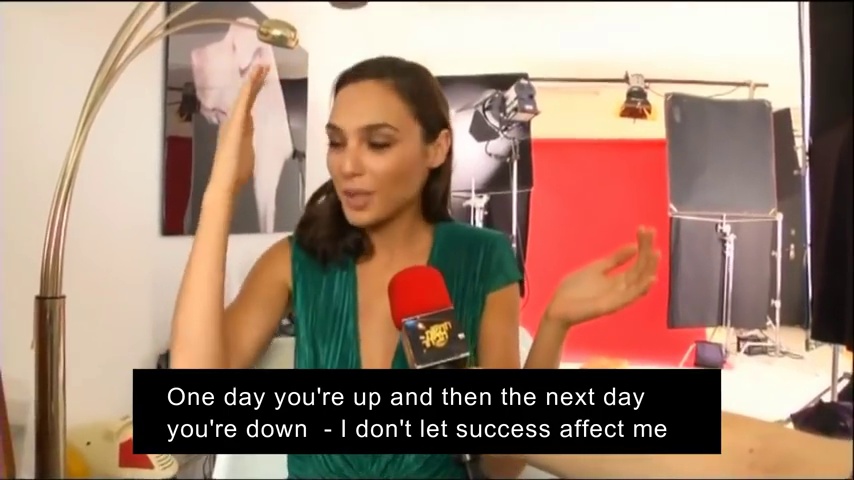 One day you're up and then the next day
you're down - I don't let success affect me